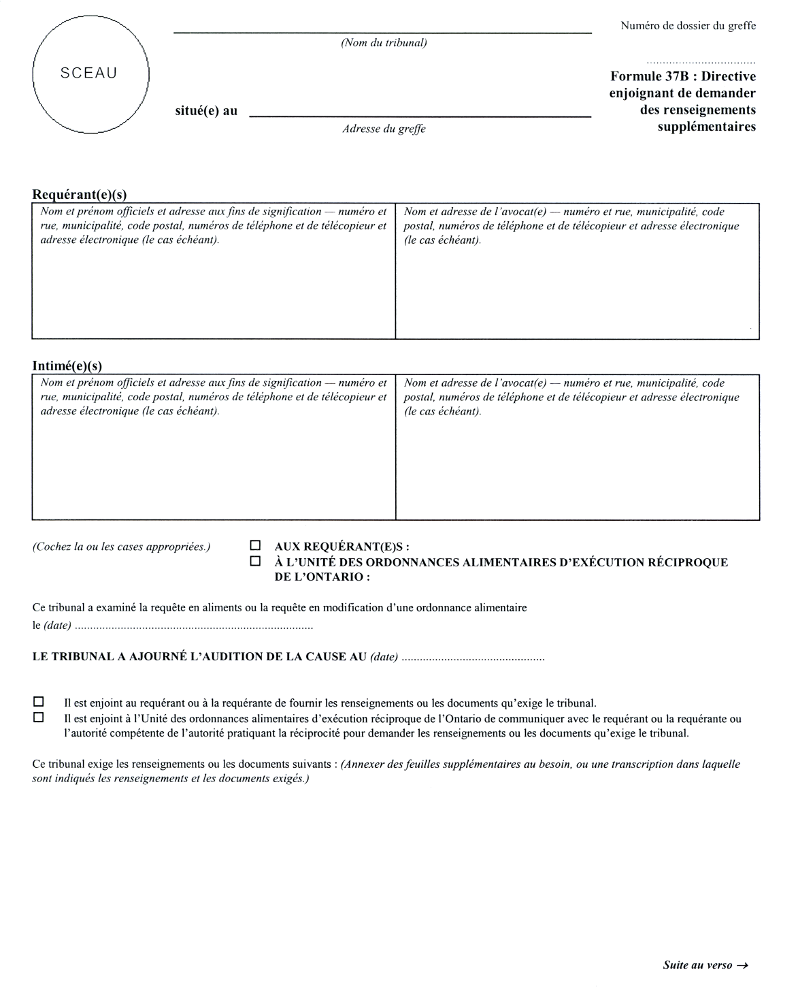 SCEAU
(Nom du tribunal)
situé(e) au
Adresse du greffe
Numéro de dossier du greffe
..................................
Formule 37B : Directive
enjoignant de demander
des renseignements
supplémentaires
Requérant(e)(s)
Nom et prénom officiels et adresse aux fins de signification — numéro et
rue, municipalité, code postal, numéros de téléphone et de télécopieur et
adresse électronique (le cas échéant).
Nom et adresse de l’avocat(e) — numéro et rue, municipalité, code
postal, numéros de téléphone et de télécopieur et adresse électronique
(le cas échéant).
Intimé(e)(s)
Nom et prénom officiels et adresse aux fins de signification — numéro et
rue, municipalité, code postal, numéros de téléphone et de télécopieur et
adresse électronique (le cas échéant).
Nom et adresse de l’avocat(e) — numéro et rue, municipalité, code
postal, numéros de téléphone et de télécopieur et adresse électronique
(le cas échéant).
(Cochez la ou les cases appropriées.) ☐ AUX REQUÉRANT(E)S :
☐ À L’UNITÉ DES ORDONNANCES ALIMENTAIRES D’EXÉCUTION RÉCIPROQUE
DE L’ONTARIO :
Ce tribunal a examiné la requête en aliments ou la requête en modification d’une ordonnance alimentaire
le (date) ..............................................................................
LE TRIBUNAL A AJOURNÉ L’AUDITION DE LA CAUSE AU (date) ...............................................
☐ Il est enjoint au requérant ou à la requérante de fournir les renseignements ou les documents qu’exige le tribunal.
☐ Il est enjoint à l’Unité des ordonnances alimentaires d’exécution réciproque de l’Ontario de communiquer avec le requérant ou la requérante ou
l’autorité compétente de l’autorité pratiquant la réciprocité pour demander les renseignements ou les documents qu’exige le tribunal.
Ce tribunal exige les renseignements ou les documents suivants : (Annexer des feuilles supplémentaires au besoin, ou une transcription dans laquelle
sont indiqués les renseignements et les documents exigés.)
Suite au verso →